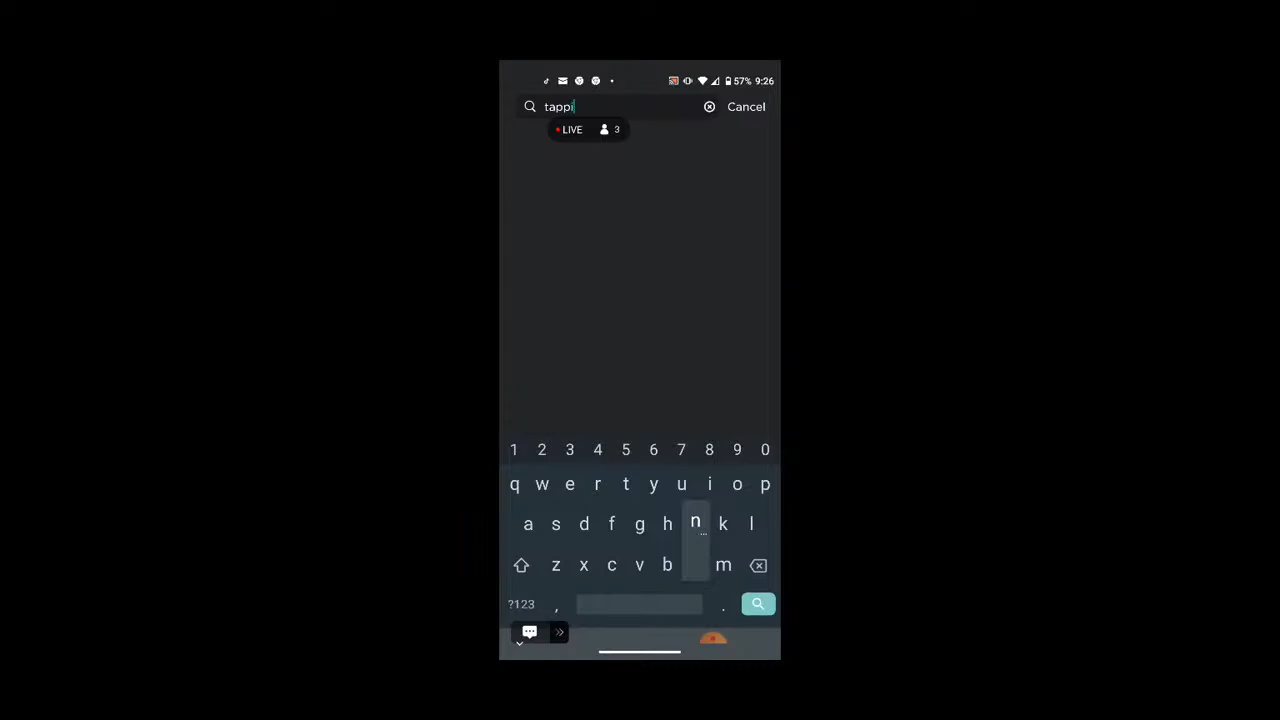 57% 9:26
tappi Cancel
LIVE 3
1 2 3 4 5 6 7 8 9 0
q w e r t y u i o p
a s d f g h n k l
z x c v b m
?123 , .